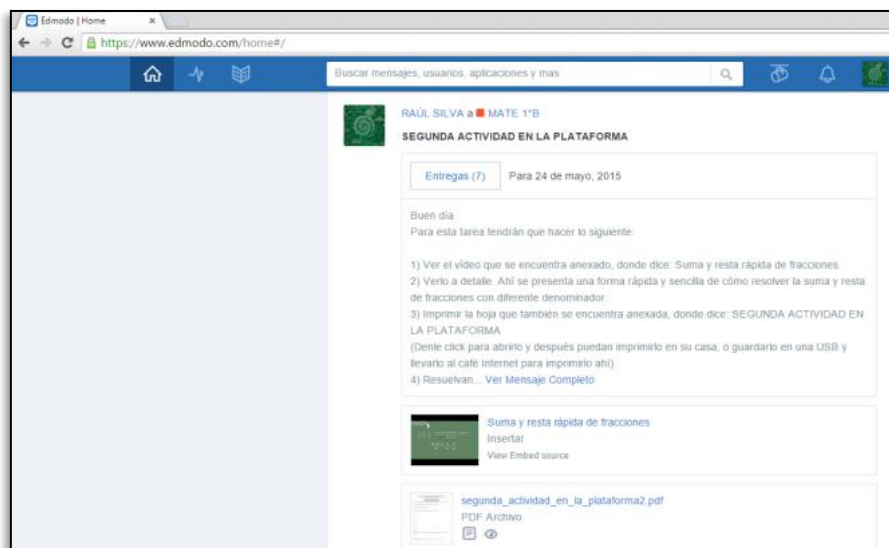 Edmodo | Home
https://www.edmodo.com/home#/
Buscar mensajes, usuarios, aplicaciones y mas
RAÚL SILVA a MATE 1°B
SEGUNDA ACTIVIDAD EN LA PLATAFORMA
Entregas (7) Para 24 de mayo, 2015
Buen día
Para esta tarea tendrán que hacer lo siguiente:
1) Ver el vídeo que se encuentra anexado, donde dice: Suma y resta rápida de fracciones.
2) Verlo a detalle. Ahí se presenta una forma rápida y sencilla de cómo resolver la suma y resta
de fracciones con diferente denominador.
3) Imprimir la hoja que también se encuentra anexada, donde dice: SEGUNDA ACTIVIDAD EN
LA PLATAFORMA
(Denle click para abrirlo y después puedan imprimirlo en su casa, o guardarlo en una USB y
llevarlo al café Internet para imprimirlo ahí)
4) Resuelvan... Ver Mensaje Completo
Suma y resta rápida de fracciones
Insertar
View Embed source
segunda_actividad_en_la_plataforma2.pdf
PDF Archivo